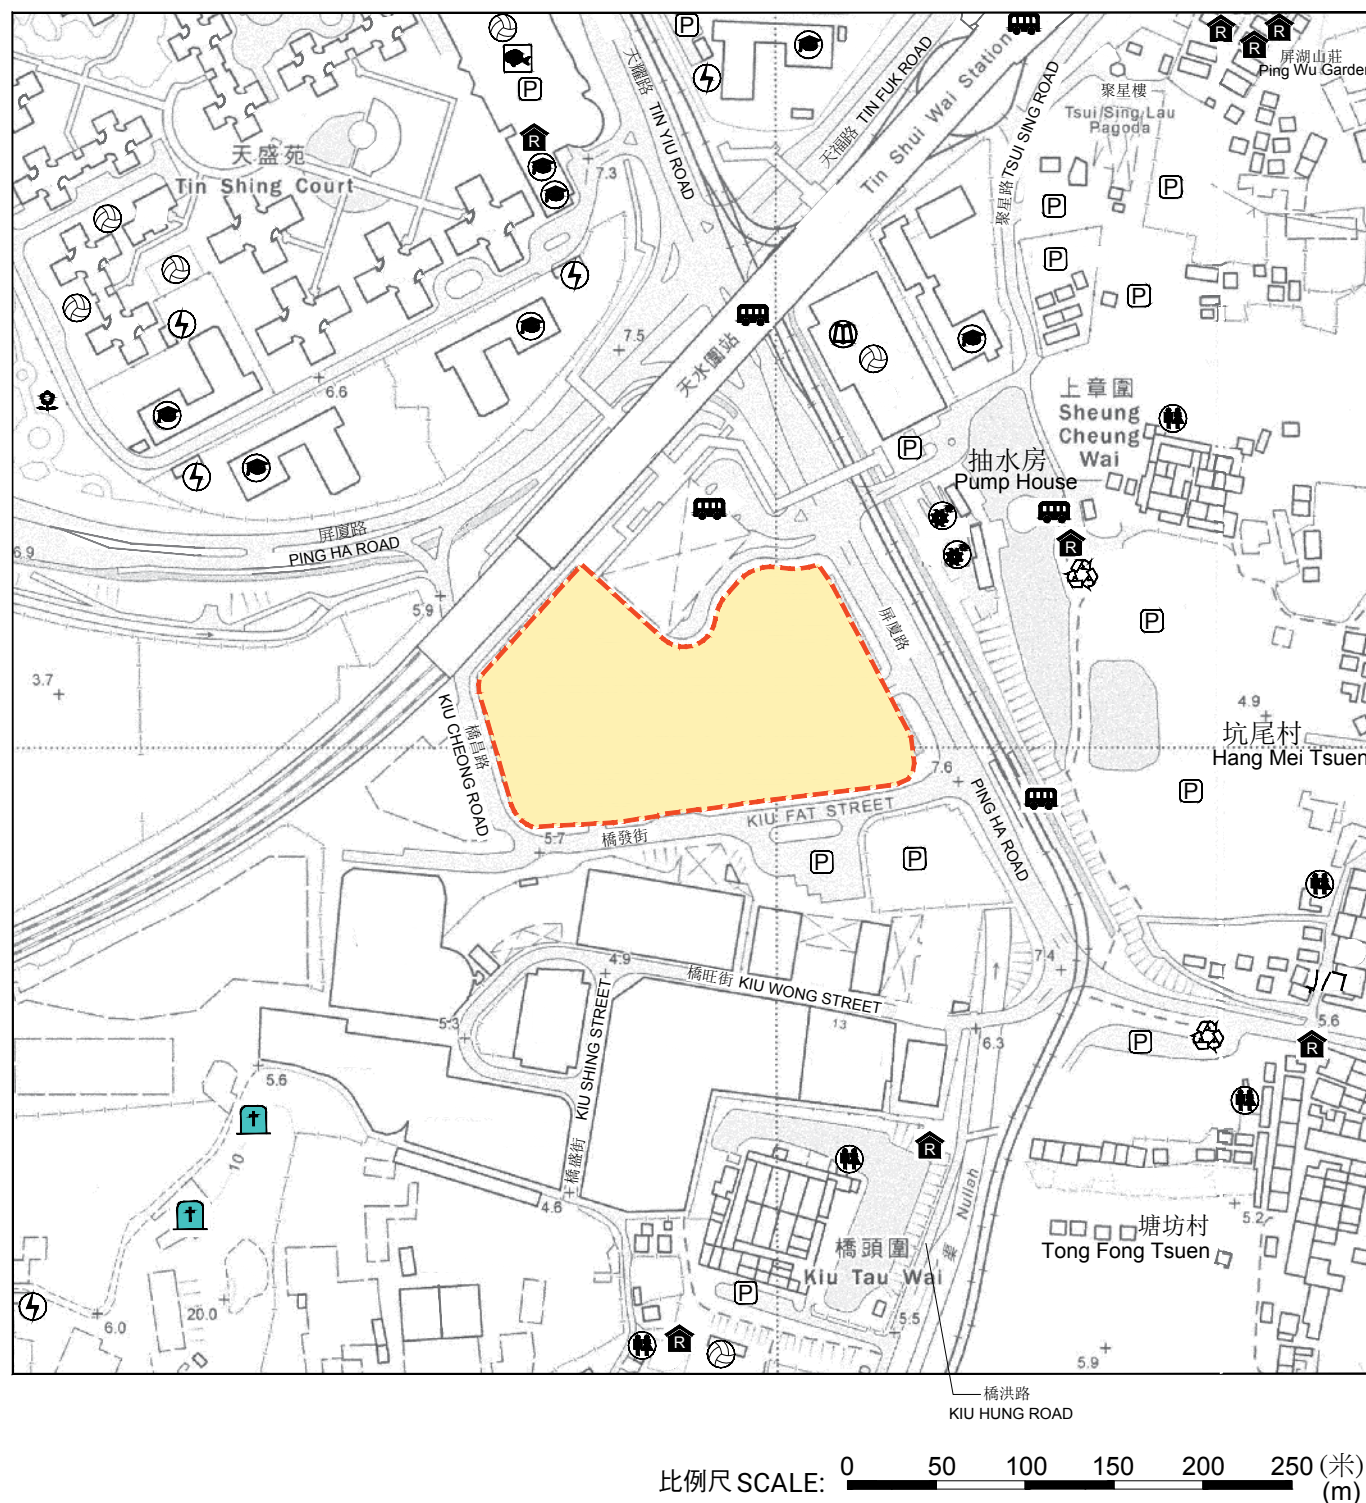 屏湖山莊
Ping Wu Garden
聚星樓
Tsui Sing Lau
Pagoda
天耀路 TIN YIU ROAD
天福路 TIN FUK ROAD
Tin Shui Wai Station
天水圍站
聚星路 TSUI SING ROAD
天盛苑
Tin Shing Court
7.3
7.5
6.6
上章圍
Sheung
Cheung
Wai
抽水房
Pump House
屏廈路
PING HA ROAD
6.9
5.9
3.7
屏廈路
PING HA ROAD
4.9
坑尾村
Hang Mei Tsuen
橋昌路
KIU CHEONG ROAD
7.6
KIU FAT STREET
橋發街
5.7
7.4
4.9
橋旺街 KIU WONG STREET
13
5.3
6.3
5.6
5.6
橋盛街 KIU SHING STREET
10
4.6
5.2
塘坊村
Tong Fong Tsuen
橋頭圍
Kiu Tau Wai
Nullah
6.0
20.0
5.5
5.9
橋洪路
KIU HUNG ROAD
P
P
P
P
P
P
P
P
P
P
P
P
P
R
R
R
R
R
R
R
R
比例尺 SCALE:
0 50 100 150 200 250 (米)
(m)